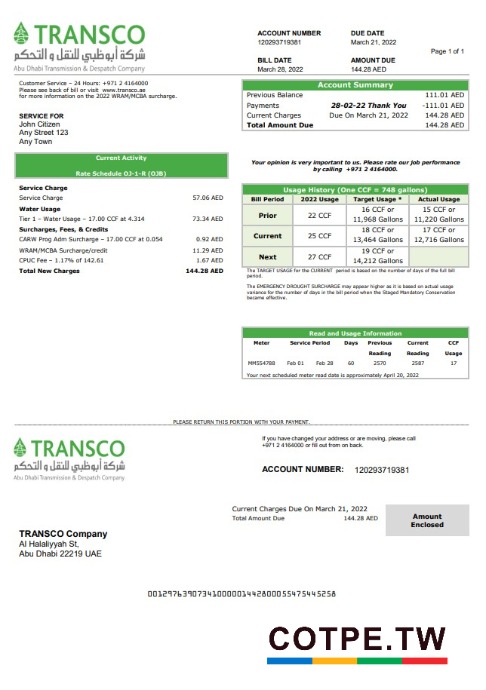 TRANSCO
شركة أبوظبي للنقل و التحكم
Abu Dhabi Transmission & Despatch Company
ACCOUNT NUMBER
120293719381
DUE DATE
March 21, 2022
Page 1 of 1
BILL DATE
March 28, 2022
AMOUNT DUE
144.28 AED
Customer Service – 24 Hours: +971 2 4164000
Please see back of bill or visit www.transco.ae
for more information on the 2022 WRAM/MCBA surcharge.
SERVICE FOR
John Citizen
Any Street 123
Any Town
Account Summary
Previous Balance 111.01 AED
Payments 28-02-22 Thank You -111.01 AED
Current Charges Due On March 21, 2022 144.28 AED
Total Amount Due 144.28 AED
Current Activity
Rate Schedule OJ-1-R (OJB)
Service Charge
Service Charge 57.06 AED
Water Usage
Tier 1 – Water Usage – 17.00 CCF at 4.314 73.34 AED
Surcharges, Fees, & Credits
CARW Prog Adm Surcharge – 17.00 CCF at 0.054 0.92 AED
WRAM/MCBA Surcharge/credit 11.29 AED
CPUC Fee – 1.17% of 142.61 1.67 AED
Total New Charges 144.28 AED
Your opinion is very important to us. Please rate our job performance
by calling +971 2 4164000.
Usage History (One CCF = 748 gallons)
Bill Period 2022 Usage Target Usage * Actual Usage
Prior 22 CCF 16 CCF or 11,968 Gallons 15 CCF or 11,220 Gallons
Current 25 CCF 18 CCF or 13,464 Gallons 17 CCF or 12,716 Gallons
Next 27 CCF 19 CCF or 14,212 Gallons
The TARGET USAGE for the CURRENT period is based on the number of days of the full bill
period.
The EMERGENCY DROUGHT SURCHARGE may appear higher as it is based on actual usage
variance for the number of days in the bill period when the Staged Mandatory Conservation
became effective.
Read and Usage Information
Meter Service Period Days Previous Reading Current Reading CCF Usage
MM554788 Feb 01 Feb 28 60 2570 2587 17
Your next scheduled meter read date is approximately April 20, 2022
PLEASE RETURN THIS PORTION WITH YOUR PAYMENT.
TRANSCO
شركة أبوظبي للنقل و التحكم
Abu Dhabi Transmission & Despatch Company
If you have changed your address or are moving, please call
+971 2 4164000 or fill out from on back.
ACCOUNT NUMBER: 120293719381
Current Charges Due On March 21, 2022
Total Amount Due 144.28 AED
Amount
Enclosed
TRANSCO Company
Al Halaliyyah St,
Abu Dhabi 22219 UAE
COTPE.TW